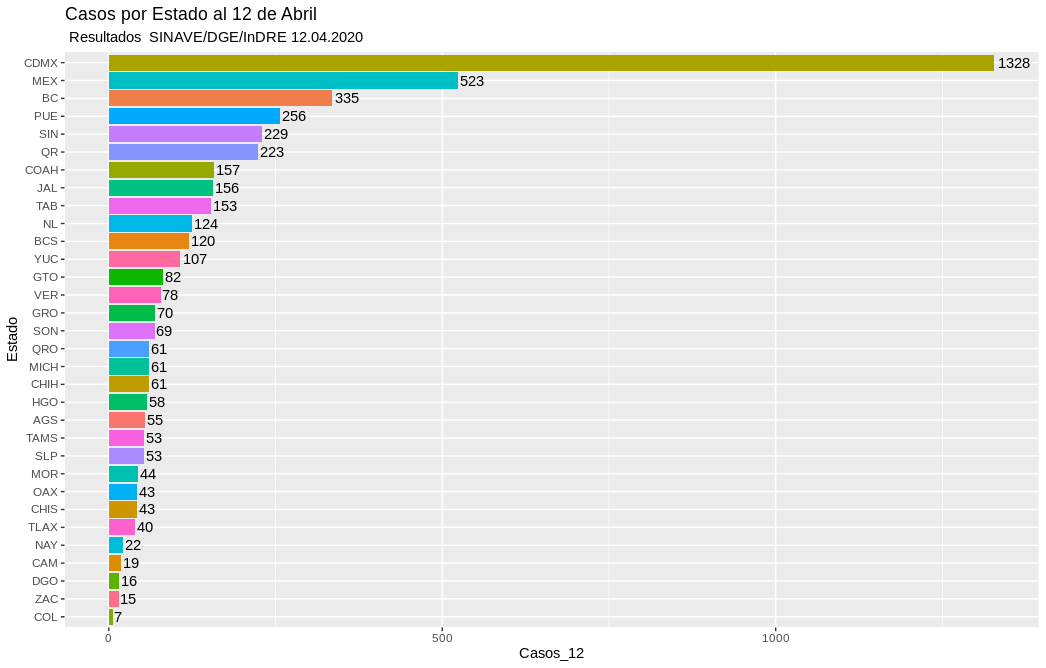 Casos por Estado al 12 de Abril
Resultados  SINAVE/DGE/InDRE 12.04.2020
CDMX 1328
MEX 523
BC 335
PUE 256
SIN 229
QR 223
COAH 157
JAL 156
TAB 153
NL 124
BCS 120
YUC 107
GTO 82
VER 78
GRO 70
SON 69
QRO 61
MICH 61
CHIH 61
HGO 58
AGS 55
TAMS 53
SLP 53
MOR 44
OAX 43
CHIS 43
TLAX 40
NAY 22
CAM 19
DGO 16
ZAC 15
COL 7
Estado
0 500 1000
Casos_12